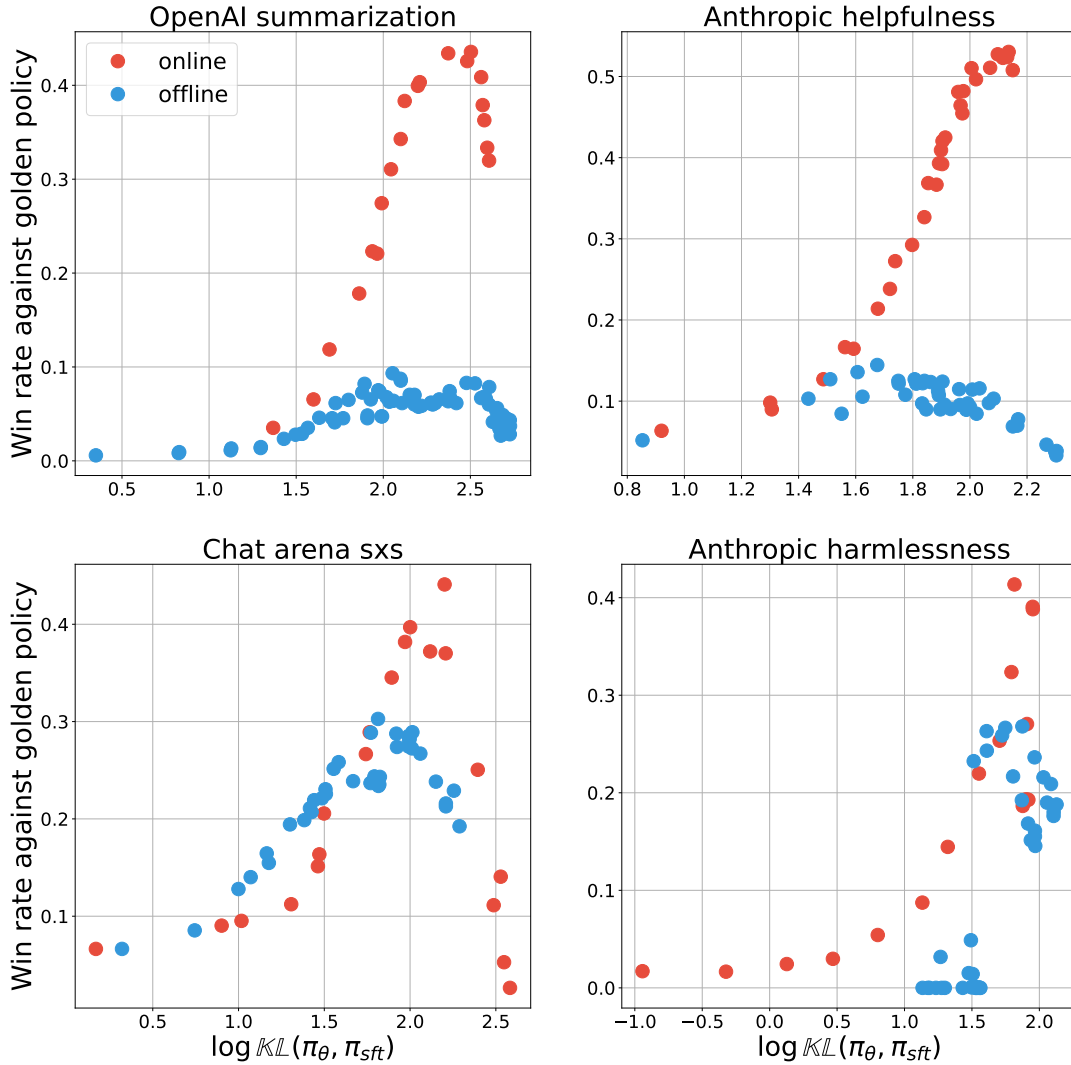 OpenAI summarization
Anthropic helpfulness
online
offline
Win rate against golden policy
0.4
0.3
0.2
0.1
0.0
0.5 1.0 1.5 2.0 2.5
0.5
0.4
0.3
0.2
0.1
0.8 1.0 1.2 1.4 1.6 1.8 2.0 2.2
Chat arena sxs
Anthropic harmlessness
Win rate against golden policy
0.4
0.3
0.2
0.1
0.5 1.0 1.5 2.0 2.5
log 𝕂𝕃(π_θ, π_sft)
0.4
0.3
0.2
0.1
0.0
−1.0 −0.5 0.0 0.5 1.0 1.5 2.0
log 𝕂𝕃(π_θ, π_sft)